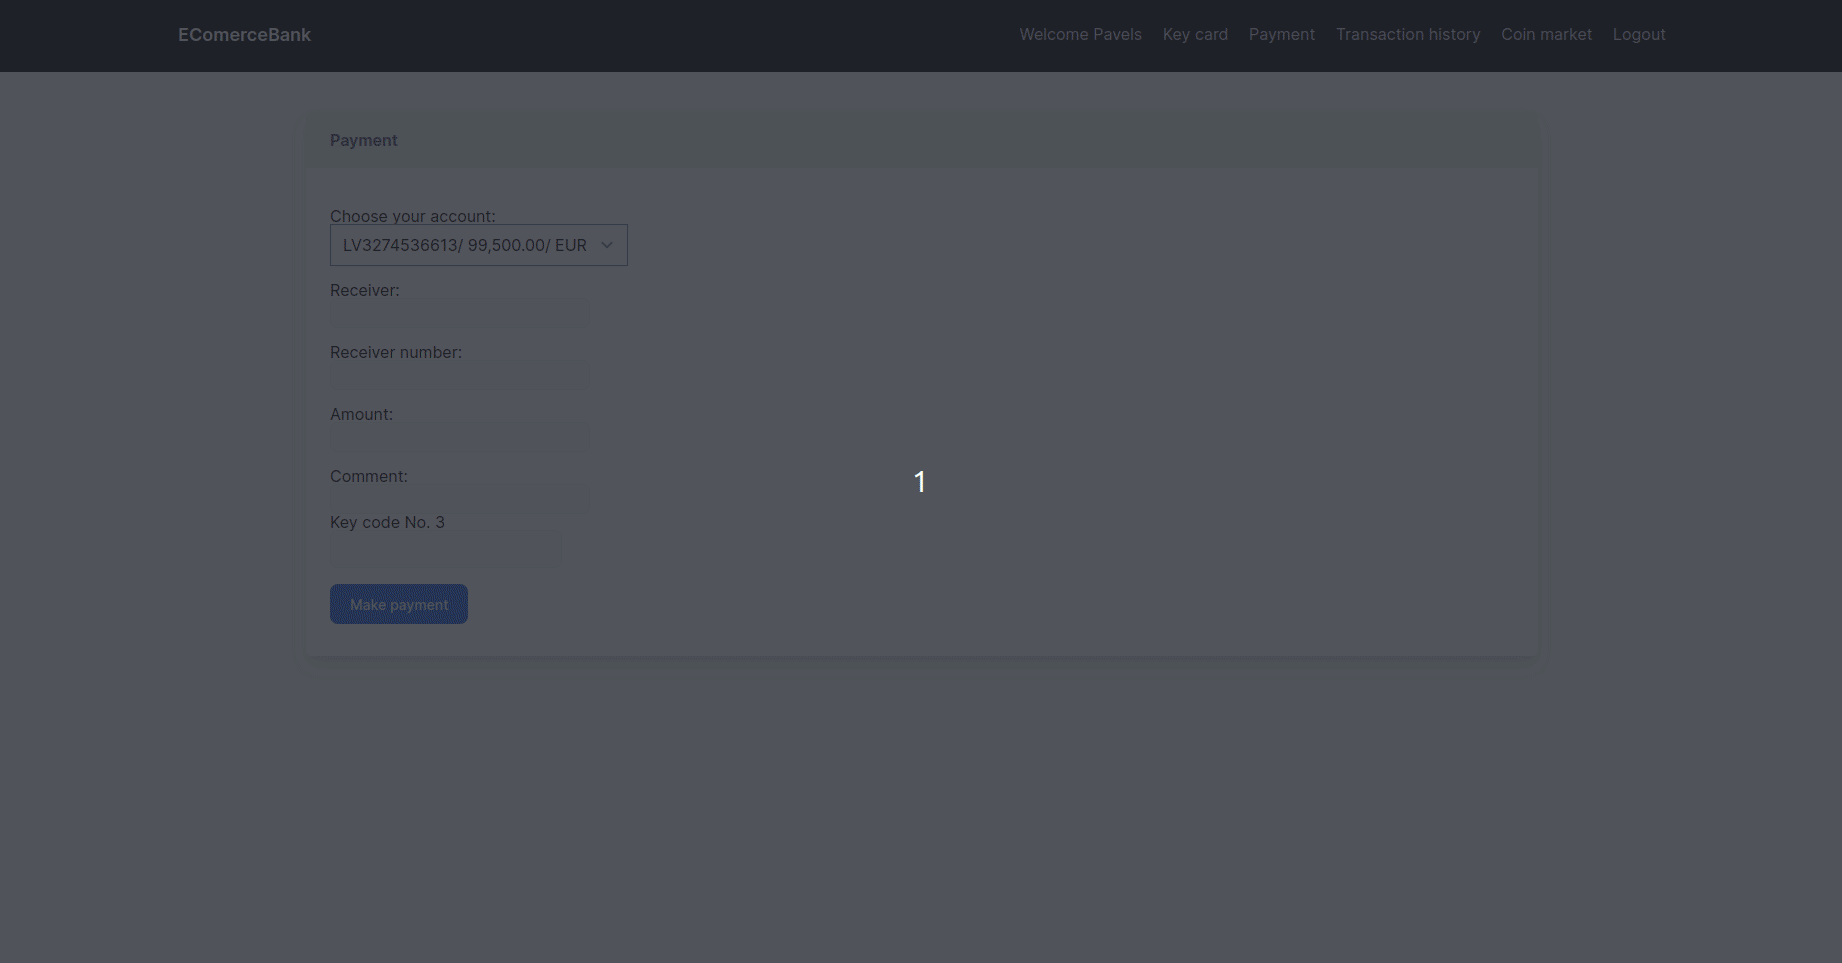 EComerceBank
Welcome Pavels Key card Payment Transaction history Coin market Logout
Payment
Choose your account:
LV3274536613/ 99,500.00/ EUR
Receiver:
Receiver number:
Amount:
Comment:
1
Key code No. 3
Make payment